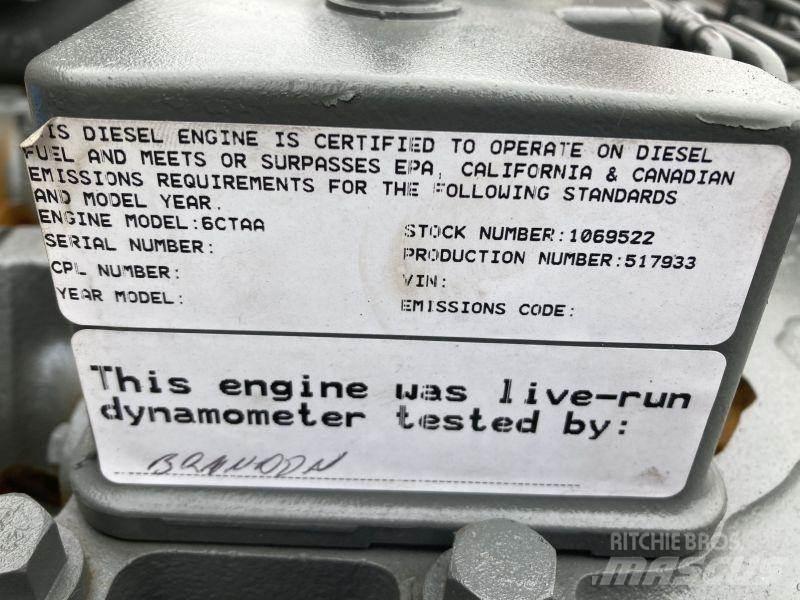 IS DIESEL ENGINE IS CERTIFIED TO OPERATE ON DIESEL
FUEL AND MEETS OR SURPASSES EPA, CALIFORNIA & CANADIAN
EMISSIONS REQUIREMENTS FOR THE FOLLOWING STANDARDS
AND MODEL YEAR.
ENGINE MODEL:6CTAA
SERIAL NUMBER:
CPL NUMBER:
YEAR MODEL:
STOCK NUMBER:1069522
PRODUCTION NUMBER:517933
VIN:
EMISSIONS CODE:
This engine was live-run
dynamometer tested by:
BRANDON
RITCHIE BROS
MASCUS